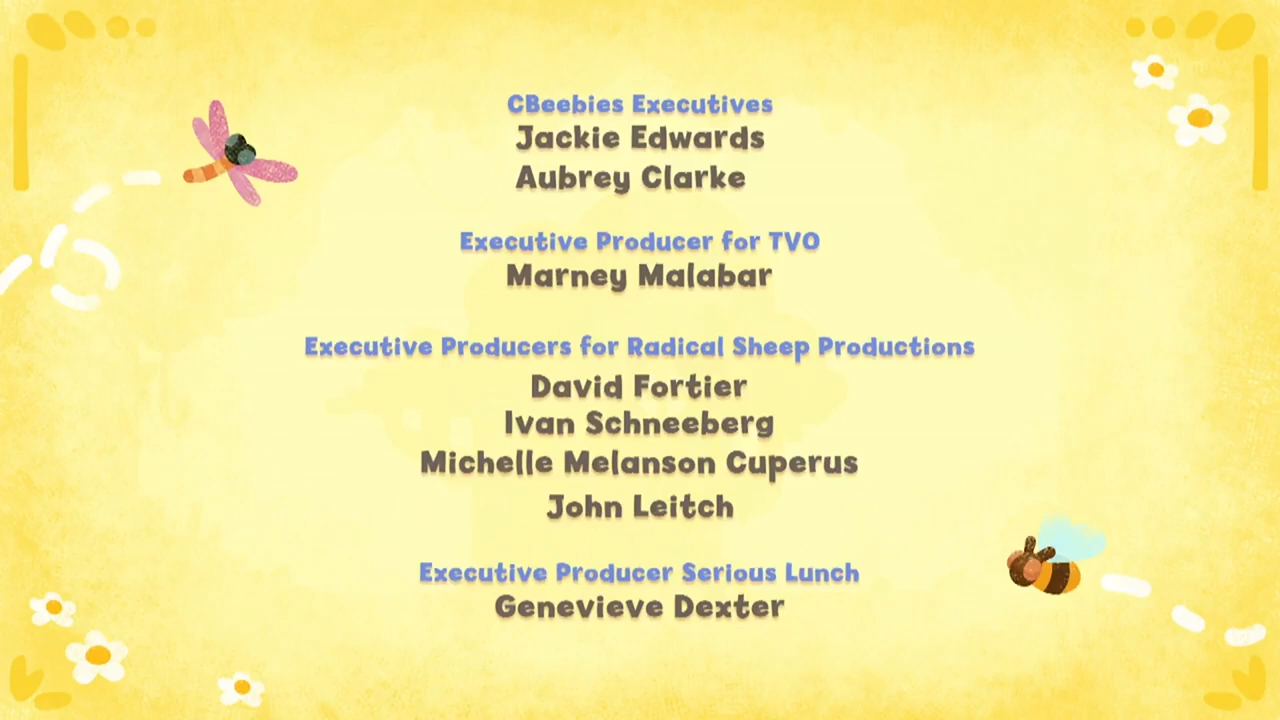 CBeebies Executives
Jackie Edwards
Aubrey Clarke
Executive Producer for TVO
Marney Malabar
Executive Producers for Radical Sheep Productions
David Fortier
Ivan Schneeberg
Michelle Melanson Cuperus
John Leitch
Executive Producer Serious Lunch
Genevieve Dexter